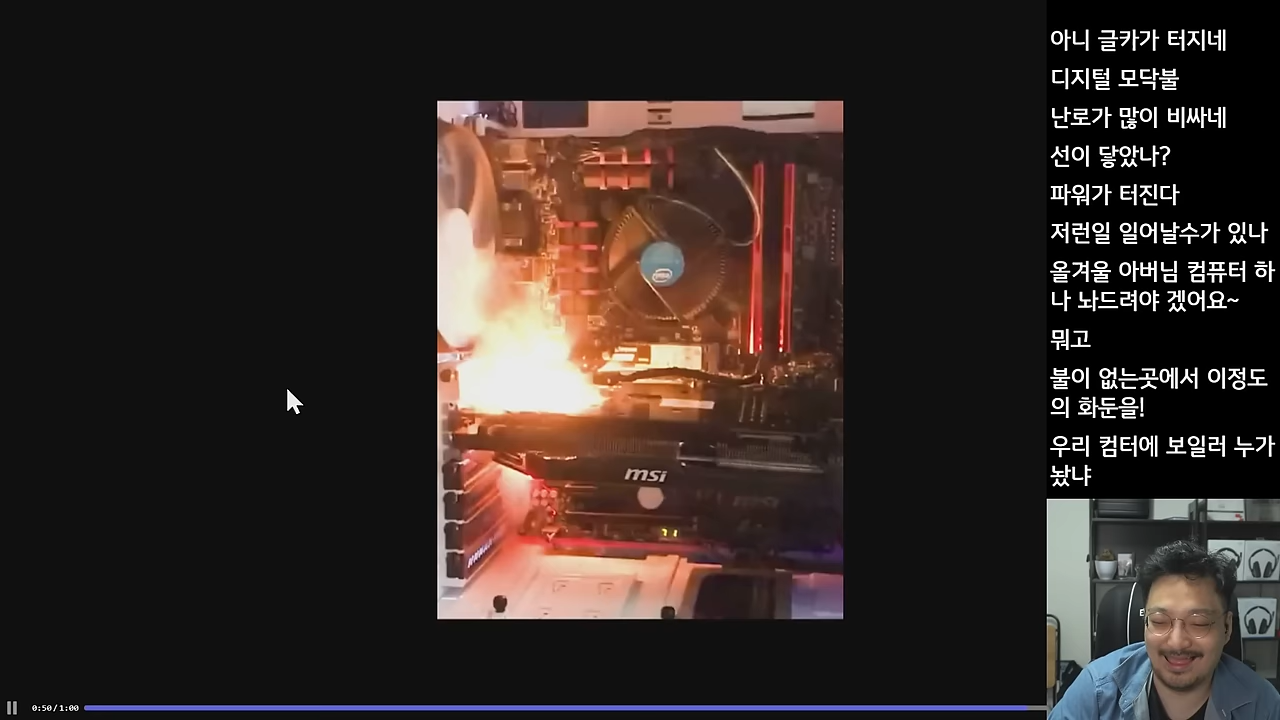 아니 글카가 터지네
디지털 모닥불
난로가 많이 비싸네
선이 닿았나?
파워가 터진다
저런일 일어날수가 있나
올겨울 아버님 컴퓨터 하
나 놔드려야 겠어요~
뭐고
불이 없는곳에서 이정도
의 화둔을!
우리 컴터에 보일러 누가
놨냐
intel
msi
71
0:50/1:00